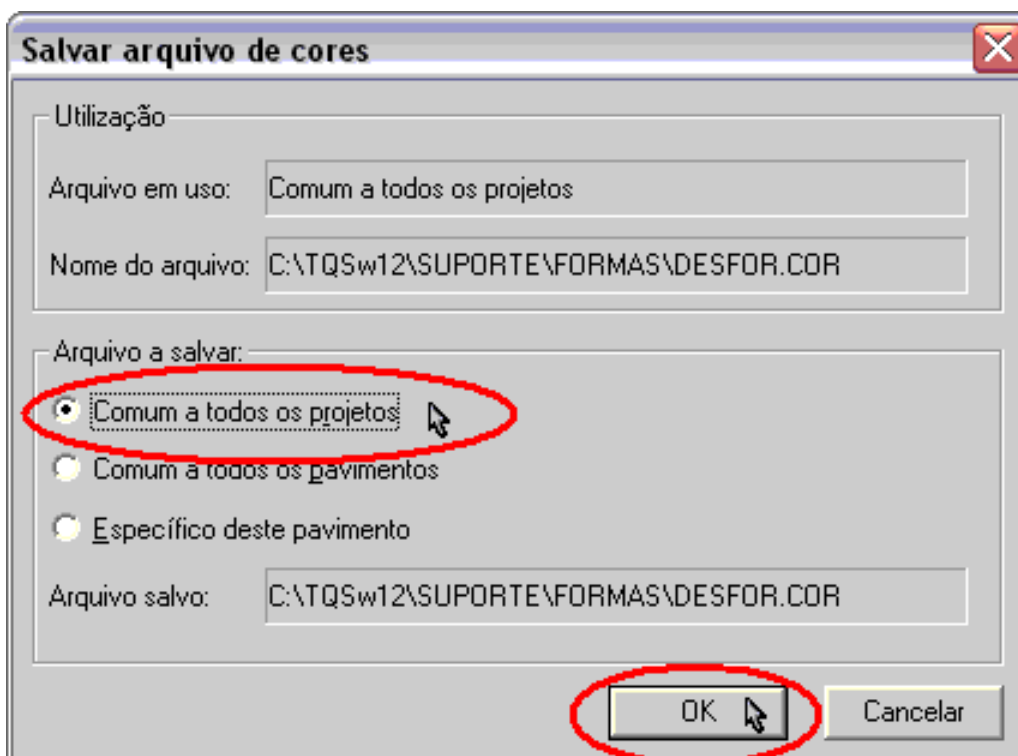 Salvar arquivo de cores
Utilização
Arquivo em uso: Comum a todos os projetos
Nome do arquivo: C:\TQSw12\SUPORTE\FORMAS\DESFOR.COR
Arquivo a salvar:
Comum a todos os projetos
Comum a todos os pavimentos
Específico deste pavimento
Arquivo salvo: C:\TQSw12\SUPORTE\FORMAS\DESFOR.COR
OK Cancelar